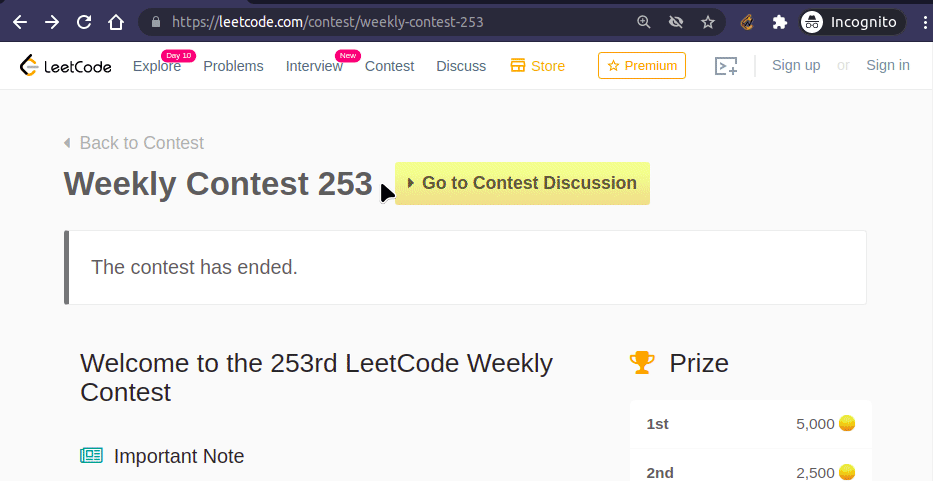 https://leetcode.com/contest/weekly-contest-253
Incognito
LeetCode
Explore
Day 10
Problems
Interview
New
Contest
Discuss
Store
Premium
Sign up or Sign in
Back to Contest
Weekly Contest 253
Go to Contest Discussion
The contest has ended.
Welcome to the 253rd LeetCode Weekly
Contest
Important Note
Prize
1st 5,000
2nd 2,500